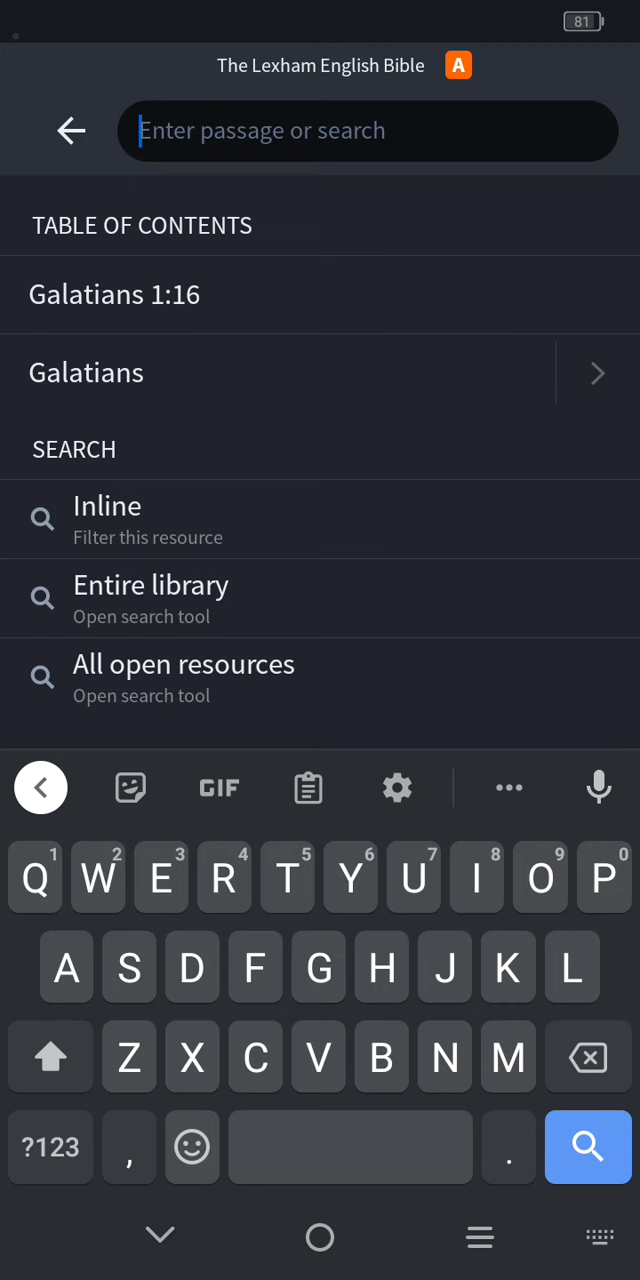 81
The Lexham English Bible A
Enter passage or search
TABLE OF CONTENTS
Galatians 1:16
Galatians
SEARCH
Inline
Filter this resource
Entire library
Open search tool
All open resources
Open search tool
GIF
Q1 W2 E3 R4 T5 Y6 U7 I8 O9 P0
A S D F G H J K L
Z X C V B N M
?123 , .